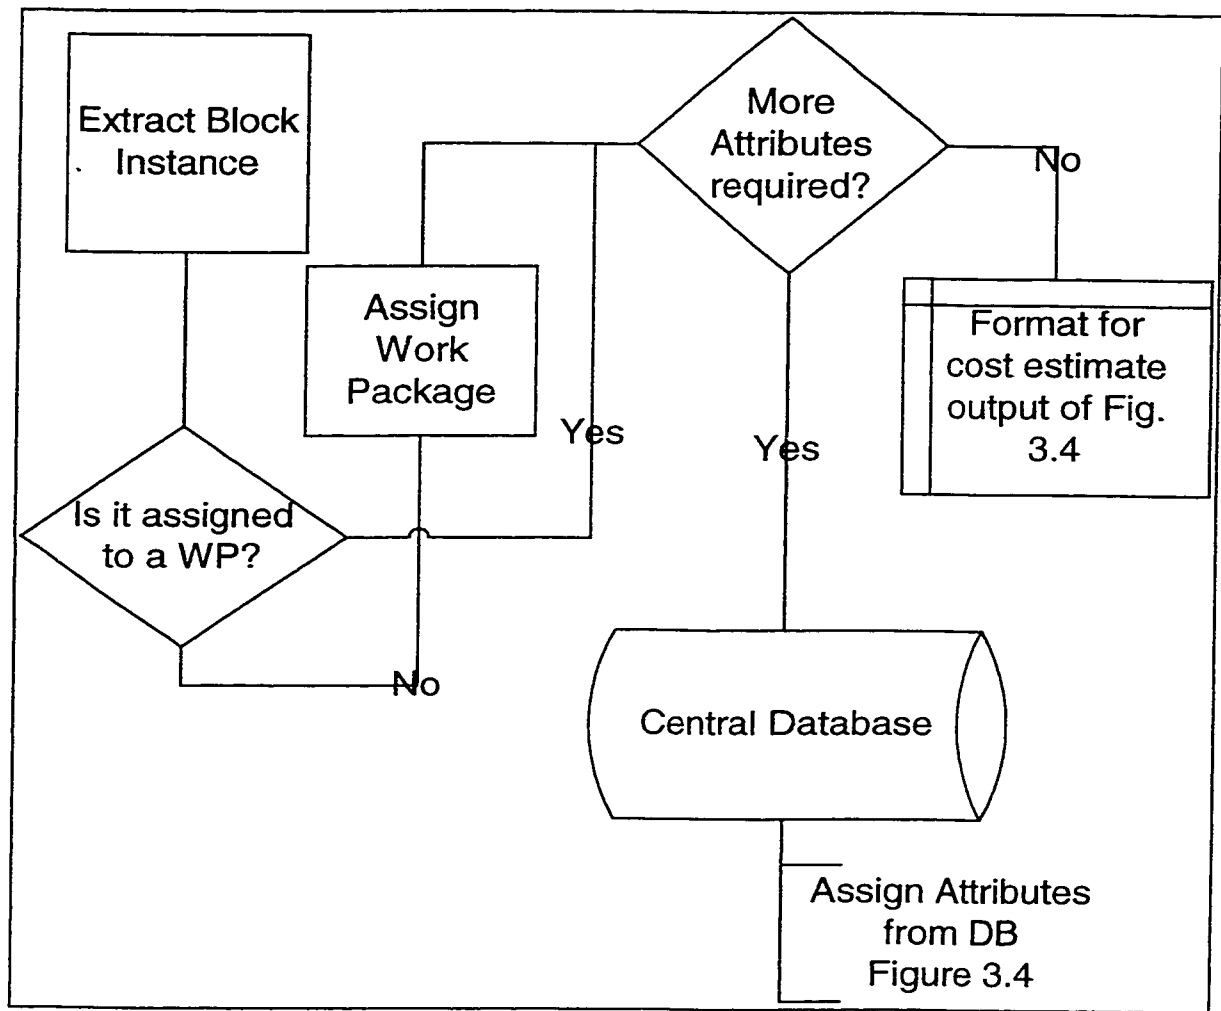 Extract Block
Instance
Is it assigned
to a WP?
No
Assign
Work
Package
Yes
More
Attributes
required?
No
Format for
cost estimate
output of Fig.
3.4
Yes
Central Database
Assign Attributes
from DB
Figure 3.4